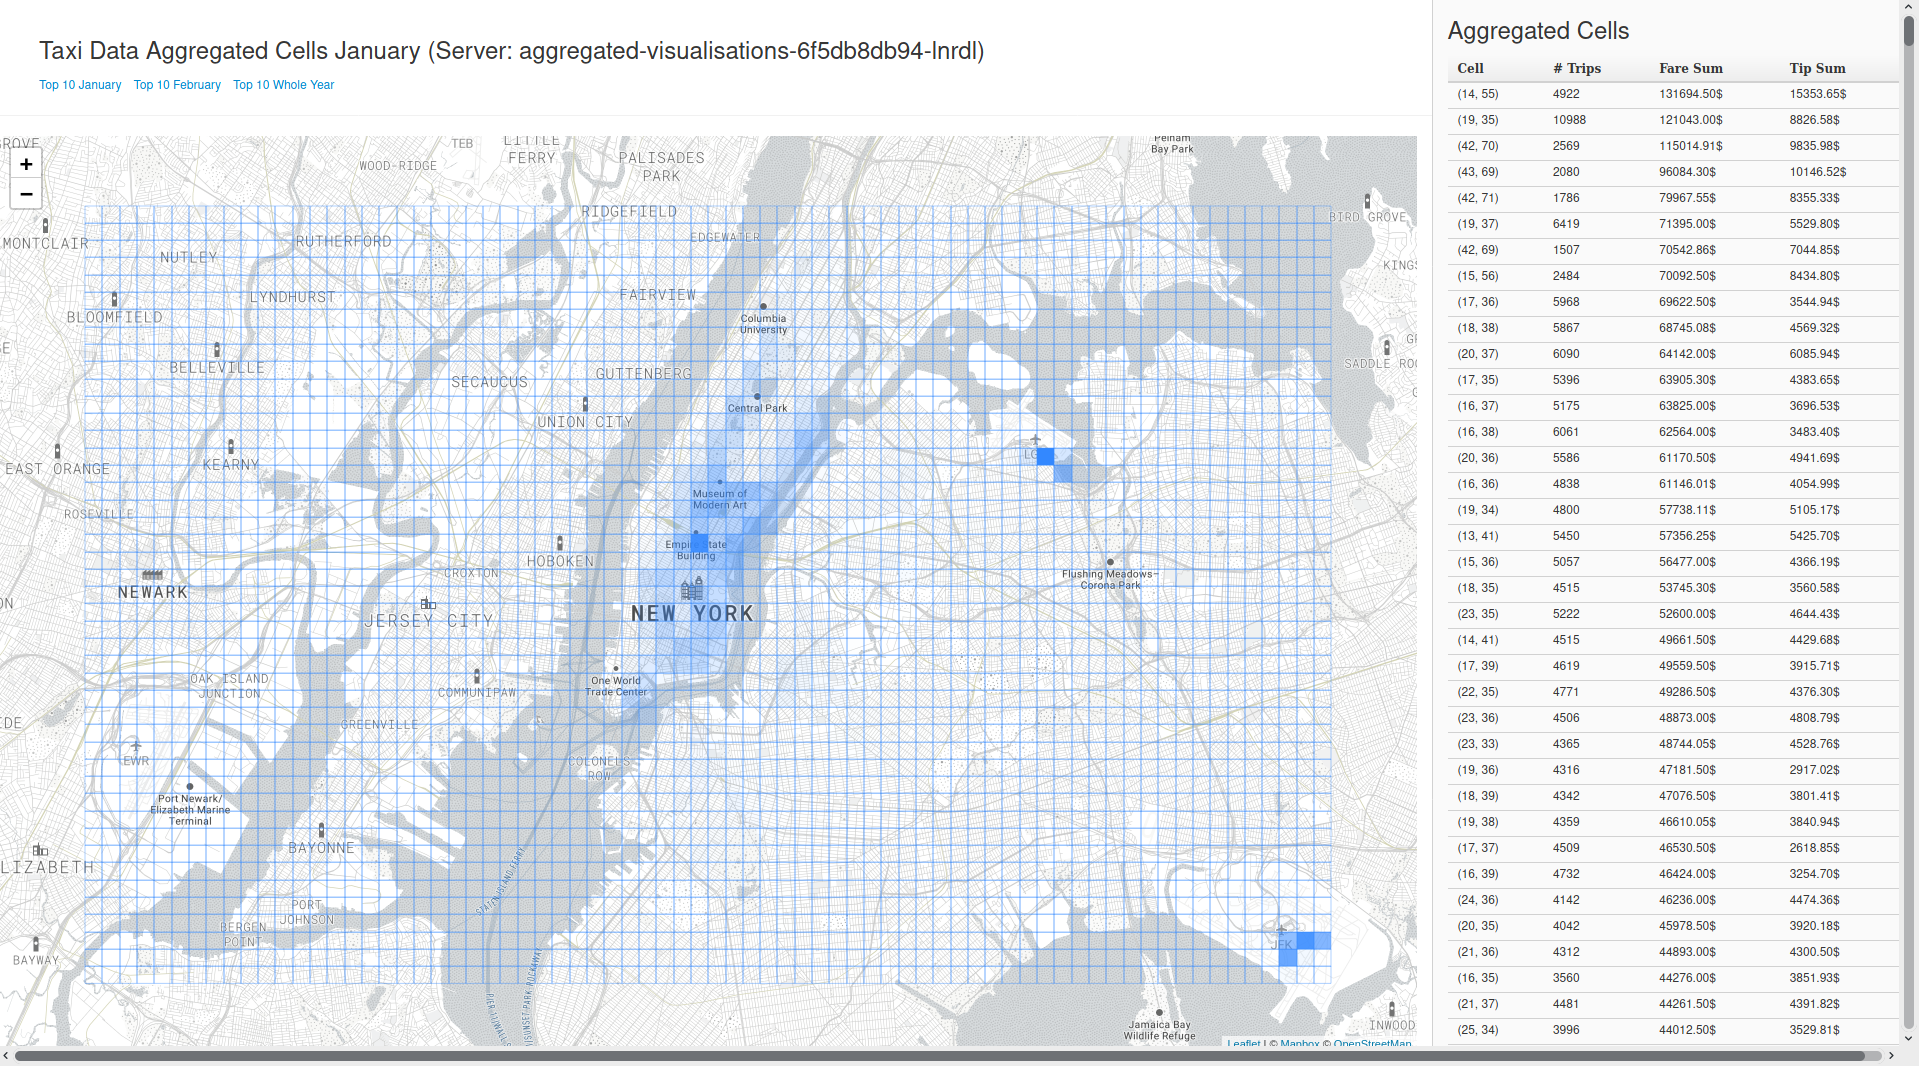 Taxi Data Aggregated Cells January (Server: aggregated-visualisations-6f5db8db94-lnrdl)
Top 10 January Top 10 February Top 10 Whole Year
+
−
GROVE
TEB
LITTLE
FERRY
WOOD-RIDGE
PALISADES
PARK
Pelham
Bay Park
RIDGEFIELD
BIRD GROVE
MONTCLAIR
RUTHERFORD
EDGEWATER
NUTLEY
KINGS
LYNDHURST
FAIRVIEW
BLOOMFIELD
Columbia
University
BELLEVILLE
SECAUCUS
GUTTENBERG
SADDLE ROC
Central Park
UNION CITY
EAST ORANGE
KEARNY
LG
Museum of
Modern Art
ROSEVILLE
Empire State
Building
HOBOKEN
CROXTON
Flushing Meadows–
Corona Park
NEWARK
JERSEY CITY
NEW YORK
OAK ISLAND
JUNCTION
COMMUNIPAW
One World
Trade Center
GREENVILLE
EWR
COLONELS
ROW
Port Newark/
Elizabeth Marine
Terminal
BAYONNE
LIZABETH
STATEN ISLAND FERRY
PORT
JOHNSON
BERGEN
POINT
JFK
BAYWAY
Jamaica Bay
Wildlife Refuge
INWOOD
Leaflet | © Mapbox © OpenStreetMap
Aggregated Cells
Cell # Trips Fare Sum Tip Sum
(14, 55) 4922 131694.50$ 15353.65$
(19, 35) 10988 121043.00$ 8826.58$
(42, 70) 2569 115014.91$ 9835.98$
(43, 69) 2080 96084.30$ 10146.52$
(42, 71) 1786 79967.55$ 8355.33$
(19, 37) 6419 71395.00$ 5529.80$
(42, 69) 1507 70542.86$ 7044.85$
(15, 56) 2484 70092.50$ 8434.80$
(17, 36) 5968 69622.50$ 3544.94$
(18, 38) 5867 68745.08$ 4569.32$
(20, 37) 6090 64142.00$ 6085.94$
(17, 35) 5396 63905.30$ 4383.65$
(16, 37) 5175 63825.00$ 3696.53$
(16, 38) 6061 62564.00$ 3483.40$
(20, 36) 5586 61170.50$ 4941.69$
(16, 36) 4838 61146.01$ 4054.99$
(19, 34) 4800 57738.11$ 5105.17$
(13, 41) 5450 57356.25$ 5425.70$
(15, 36) 5057 56477.00$ 4366.19$
(18, 35) 4515 53745.30$ 3560.58$
(23, 35) 5222 52600.00$ 4644.43$
(14, 41) 4515 49661.50$ 4429.68$
(17, 39) 4619 49559.50$ 3915.71$
(22, 35) 4771 49286.50$ 4376.30$
(23, 36) 4506 48873.00$ 4808.79$
(23, 33) 4365 48744.05$ 4528.76$
(19, 36) 4316 47181.50$ 2917.02$
(18, 39) 4342 47076.50$ 3801.41$
(19, 38) 4359 46610.05$ 3840.94$
(17, 37) 4509 46530.50$ 2618.85$
(16, 39) 4732 46424.00$ 3254.70$
(24, 36) 4142 46236.00$ 4474.36$
(20, 35) 4042 45978.50$ 3920.18$
(21, 36) 4312 44893.00$ 4300.50$
(16, 35) 3560 44276.00$ 3851.93$
(21, 37) 4481 44261.50$ 4391.82$
(25, 34) 3996 44012.50$ 3529.81$